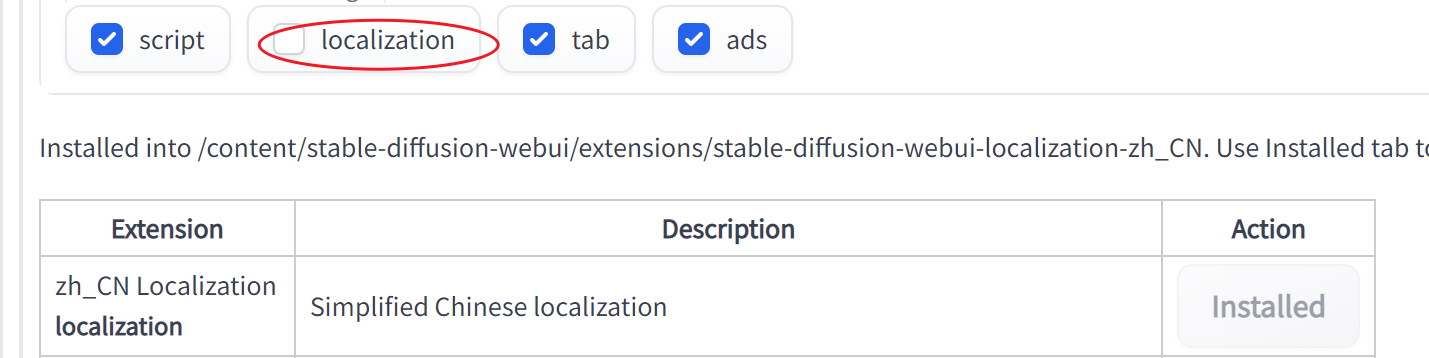 script localization tab ads
Installed into /content/stable-diffusion-webui/extensions/stable-diffusion-webui-localization-zh_CN. Use Installed tab
Extension Description Action
zh_CN Localization
localization
Simplified Chinese localization
Installed